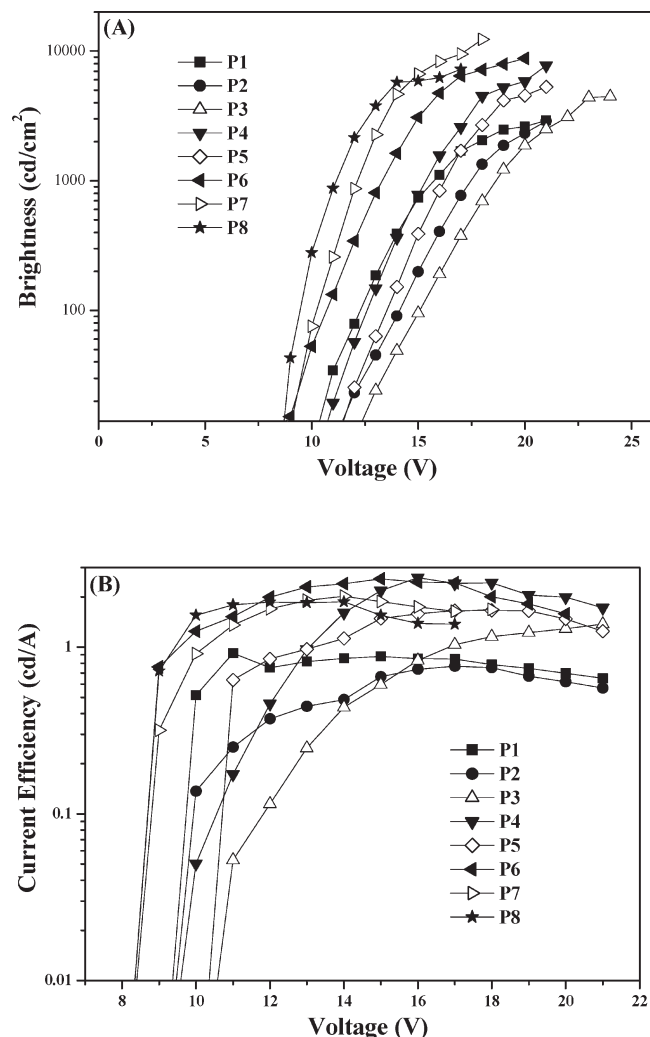 (A)
10000
1000
100
Brightness (cd/cm²)
P1
P2
P3
P4
P5
P6
P7
P8
0 5 10 15 20 25
Voltage (V)
(B)
1
0.1
0.01
Current Efficiency (cd/A)
P1
P2
P3
P4
P5
P6
P7
P8
8 10 12 14 16 18 20 22
Voltage (V)